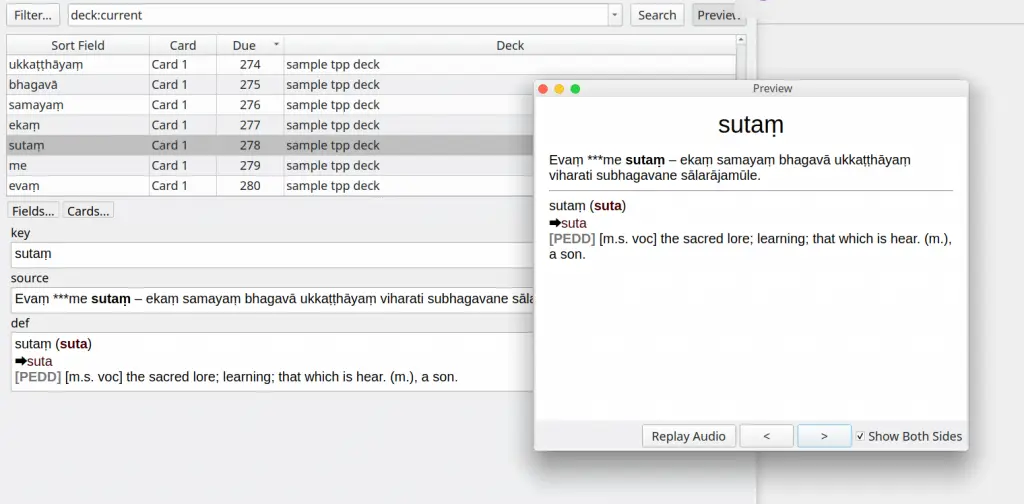 Filter...
deck:current
Search
Preview
Sort Field Card Due Deck
ukkaṭṭhāyaṃ Card 1 274 sample tpp deck
bhagavā Card 1 275 sample tpp deck
samayaṃ Card 1 276 sample tpp deck
ekaṃ Card 1 277 sample tpp deck
sutaṃ Card 1 278 sample tpp deck
me Card 1 279 sample tpp deck
evaṃ Card 1 280 sample tpp deck
Fields... Cards...
key
sutaṃ
source
Evaṃ ***me sutaṃ – ekaṃ samayaṃ bhagavā ukkaṭṭhāyaṃ viharati subhagavane sāla
def
sutaṃ (suta)
➡suta
[PEDD] [m.s. voc] the sacred lore; learning; that which is hear. (m.), a son.
Preview
sutaṃ
Evaṃ ***me sutaṃ – ekaṃ samayaṃ bhagavā ukkaṭṭhāyaṃ
viharati subhagavane sālarājamūle.
sutaṃ (suta)
➡suta
[PEDD] [m.s. voc] the sacred lore; learning; that which is hear. (m.),
a son.
Replay Audio < > Show Both Sides